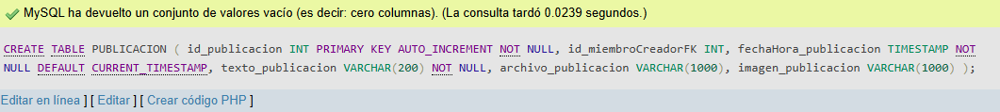 MySQL ha devuelto un conjunto de valores vacío (es decir: cero columnas). (La consulta tardó 0.0239 segundos.)
CREATE TABLE PUBLICACION ( id_publicacion INT PRIMARY KEY AUTO_INCREMENT NOT NULL, id_miembroCreadorFK INT, fechaHora_publicacion TIMESTAMP NOT
NULL DEFAULT CURRENT_TIMESTAMP, texto_publicacion VARCHAR(200) NOT NULL, archivo_publicacion VARCHAR(1000), imagen_publicacion VARCHAR(1000) );
Editar en línea ] [ Editar ] [ Crear código PHP ]